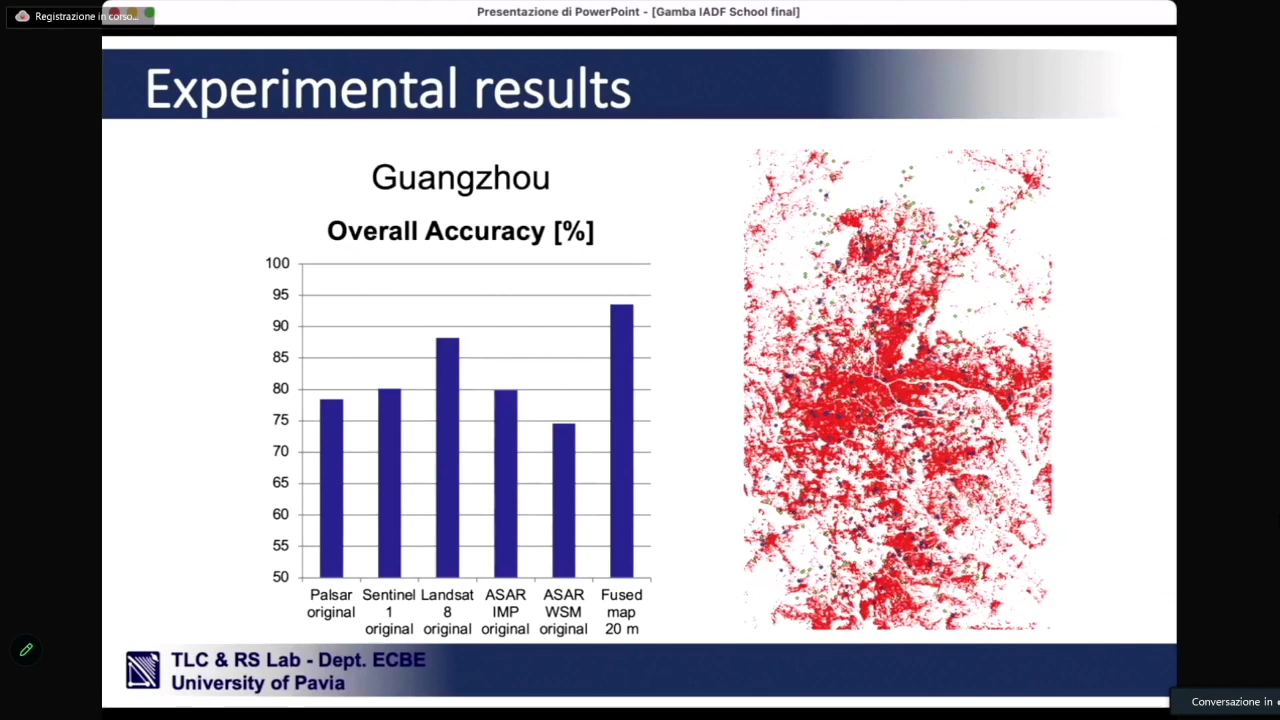 Registrazione in corso...
Presentazione di PowerPoint - [Gamba IADF School final]
Experimental results
Guangzhou
Overall Accuracy [%]
100
95
90
85
80
75
70
65
60
55
50
Palsar original
Sentinel 1 original
Landsat 8 original
ASAR IMP original
ASAR WSM original
Fused map 20 m
TLC & RS Lab - Dept. ECBE
University of Pavia
Conversazione in